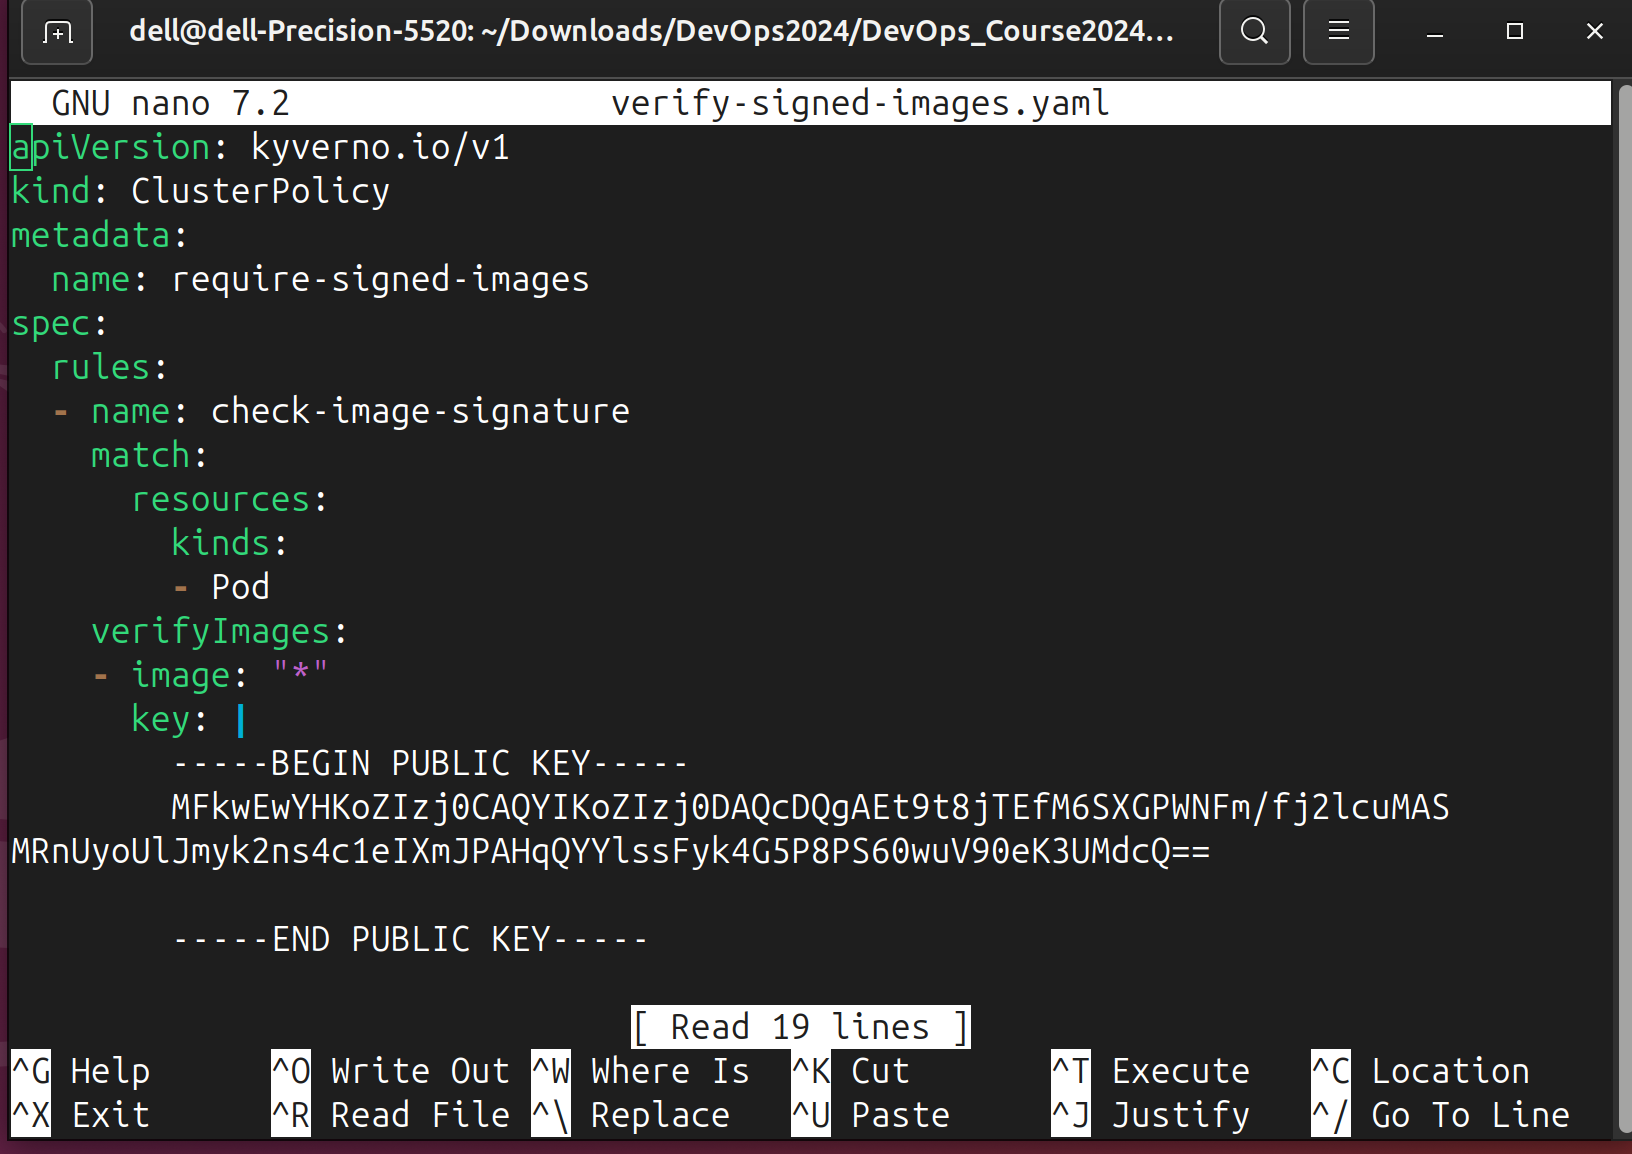 dell@dell-Precision-5520: ~/Downloads/DevOps2024/DevOps_Course2024...
GNU nano 7.2 verify-signed-images.yaml
apiVersion: kyverno.io/v1
kind: ClusterPolicy
metadata:
  name: require-signed-images
spec:
  rules:
  - name: check-image-signature
    match:
      resources:
        kinds:
        - Pod
    verifyImages:
    - image: "*"
      key: |
        -----BEGIN PUBLIC KEY-----
        MFkwEwYHKoZIzj0CAQYIKoZIzj0DAQcDQgAEt9t8jTEfM6SXGPWNFm/fj2lcuMAS
MRnUyoUlJmyk2ns4c1eIXmJPAHqQYYlssFyk4G5P8PS60wuV90eK3UMdcQ==
        -----END PUBLIC KEY-----
[ Read 19 lines ]
^G Help ^O Write Out ^W Where Is ^K Cut ^T Execute ^C Location
^X Exit ^R Read File ^\ Replace ^U Paste ^J Justify ^/ Go To Line